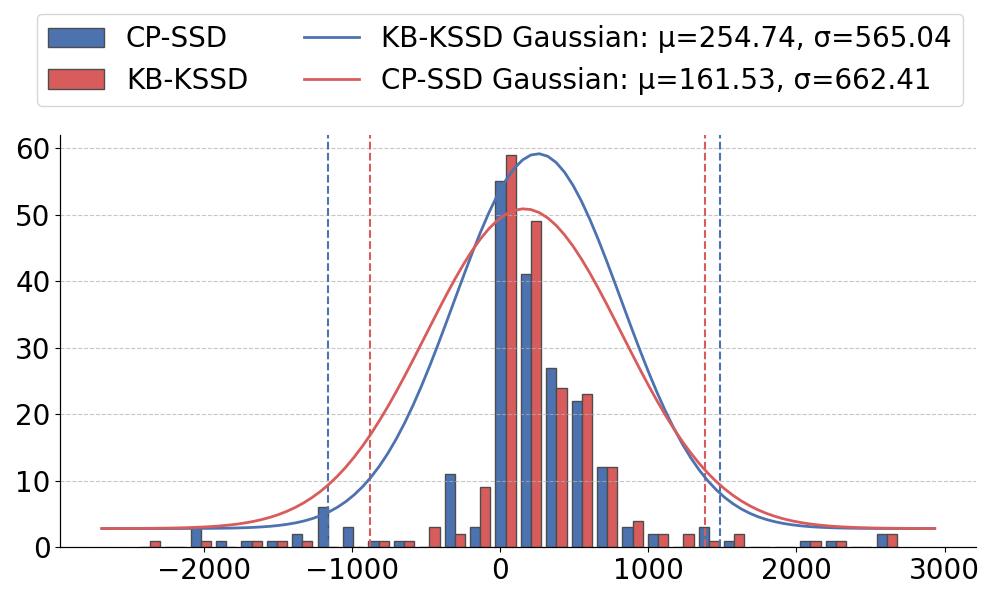 CP-SSD
KB-KSSD
KB-KSSD Gaussian: μ=254.74, σ=565.04
CP-SSD Gaussian: μ=161.53, σ=662.41
60
50
40
30
20
10
0
−2000 −1000 0 1000 2000 3000